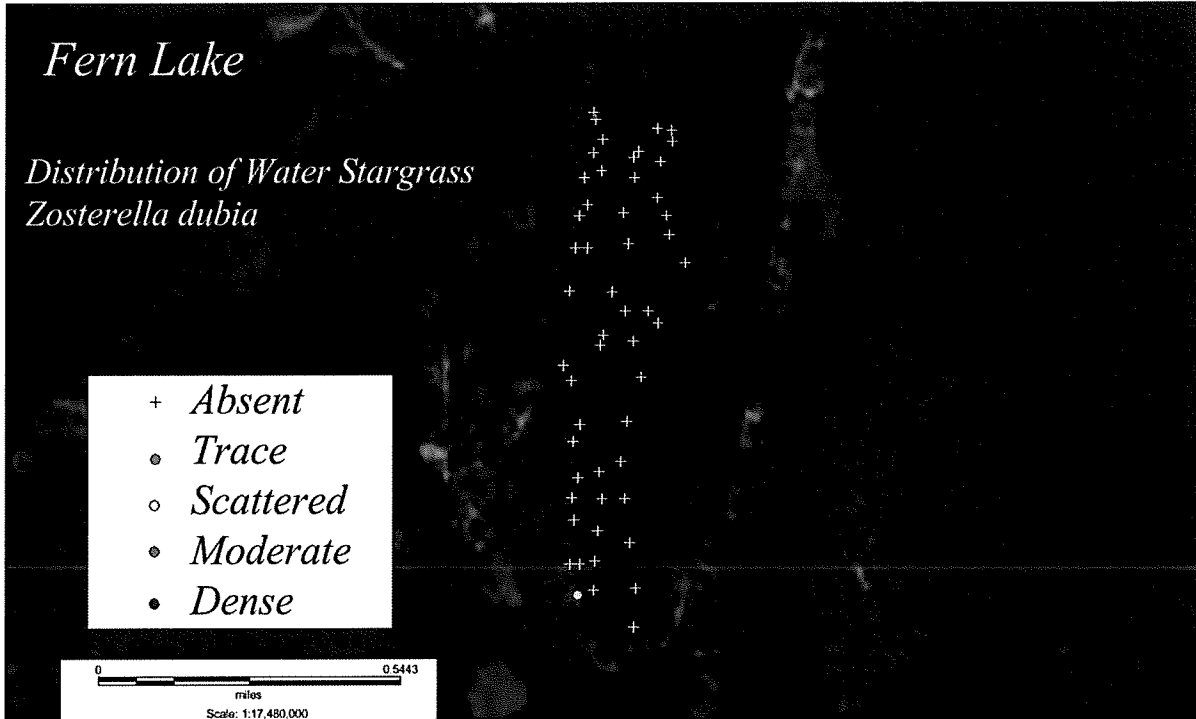 Fern Lake
Distribution of Water Stargrass
Zosterella dubia
Absent
Trace
Scattered
Moderate
Dense
0 0.5443
miles
Scale: 1:17,480,000